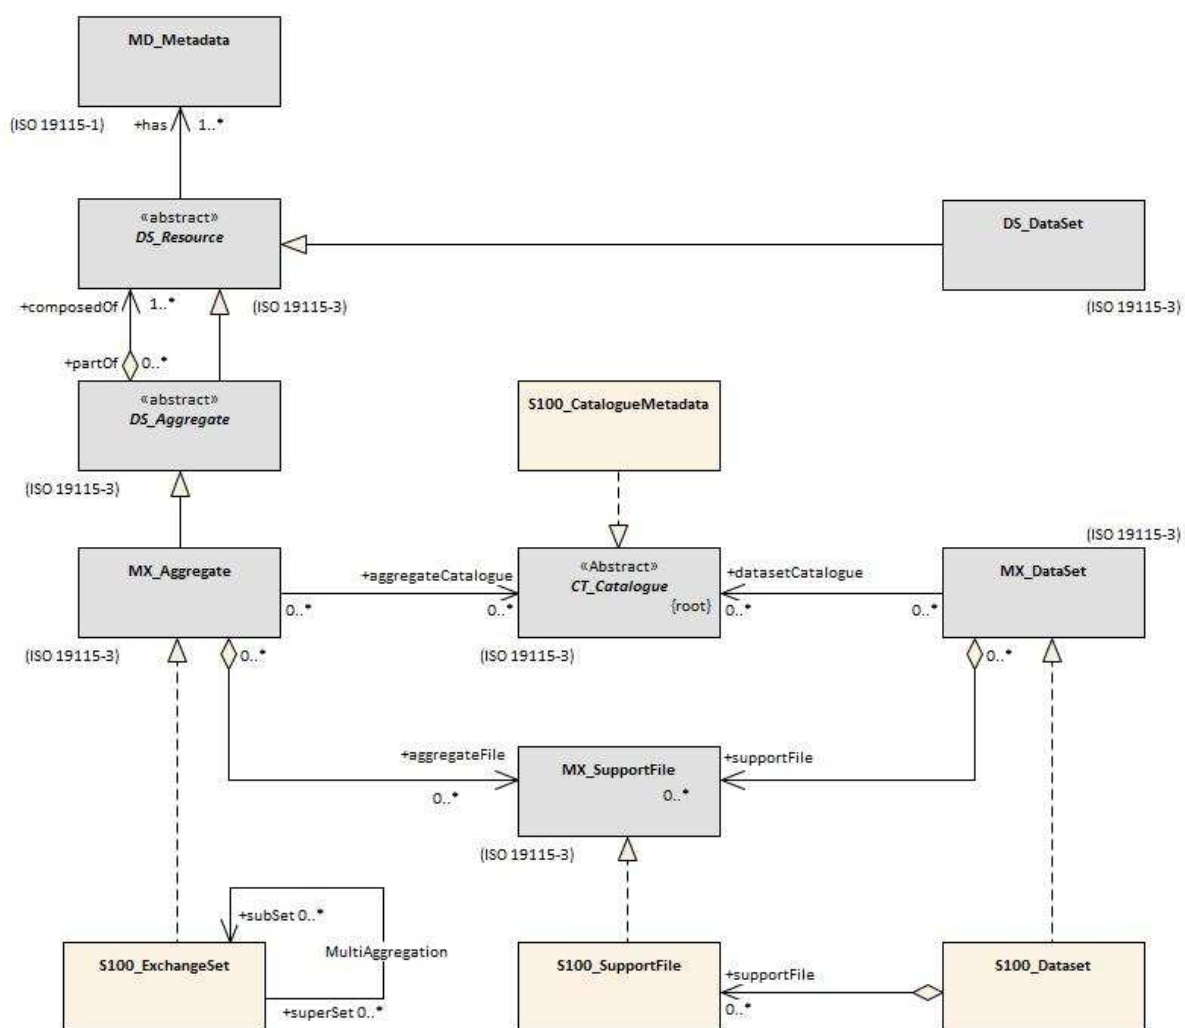 MD_Metadata
(ISO 19115-1)
+has
1..*
«abstract»
DS_Resource
DS_DataSet
+composedOf
1..*
(ISO 19115-3)
(ISO 19115-3)
+partOf
0..*
«abstract»
DS_Aggregate
S100_CatalogueMetadata
(ISO 19115-3)
(ISO 19115-3)
MX_Aggregate
+aggregateCatalogue
0..*
0..*
«Abstract»
CT_Catalogue
{root}
+datasetCatalogue
0..*
0..*
MX_DataSet
(ISO 19115-3)
0..*
(ISO 19115-3)
0..*
+aggregateFile
0..*
MX_SupportFile
0..*
+supportFile
(ISO 19115-3)
+subSet 0..*
MultiAggregation
S100_ExchangeSet
+superSet 0..*
S100_SupportFile
+supportFile
0..*
S100_Dataset